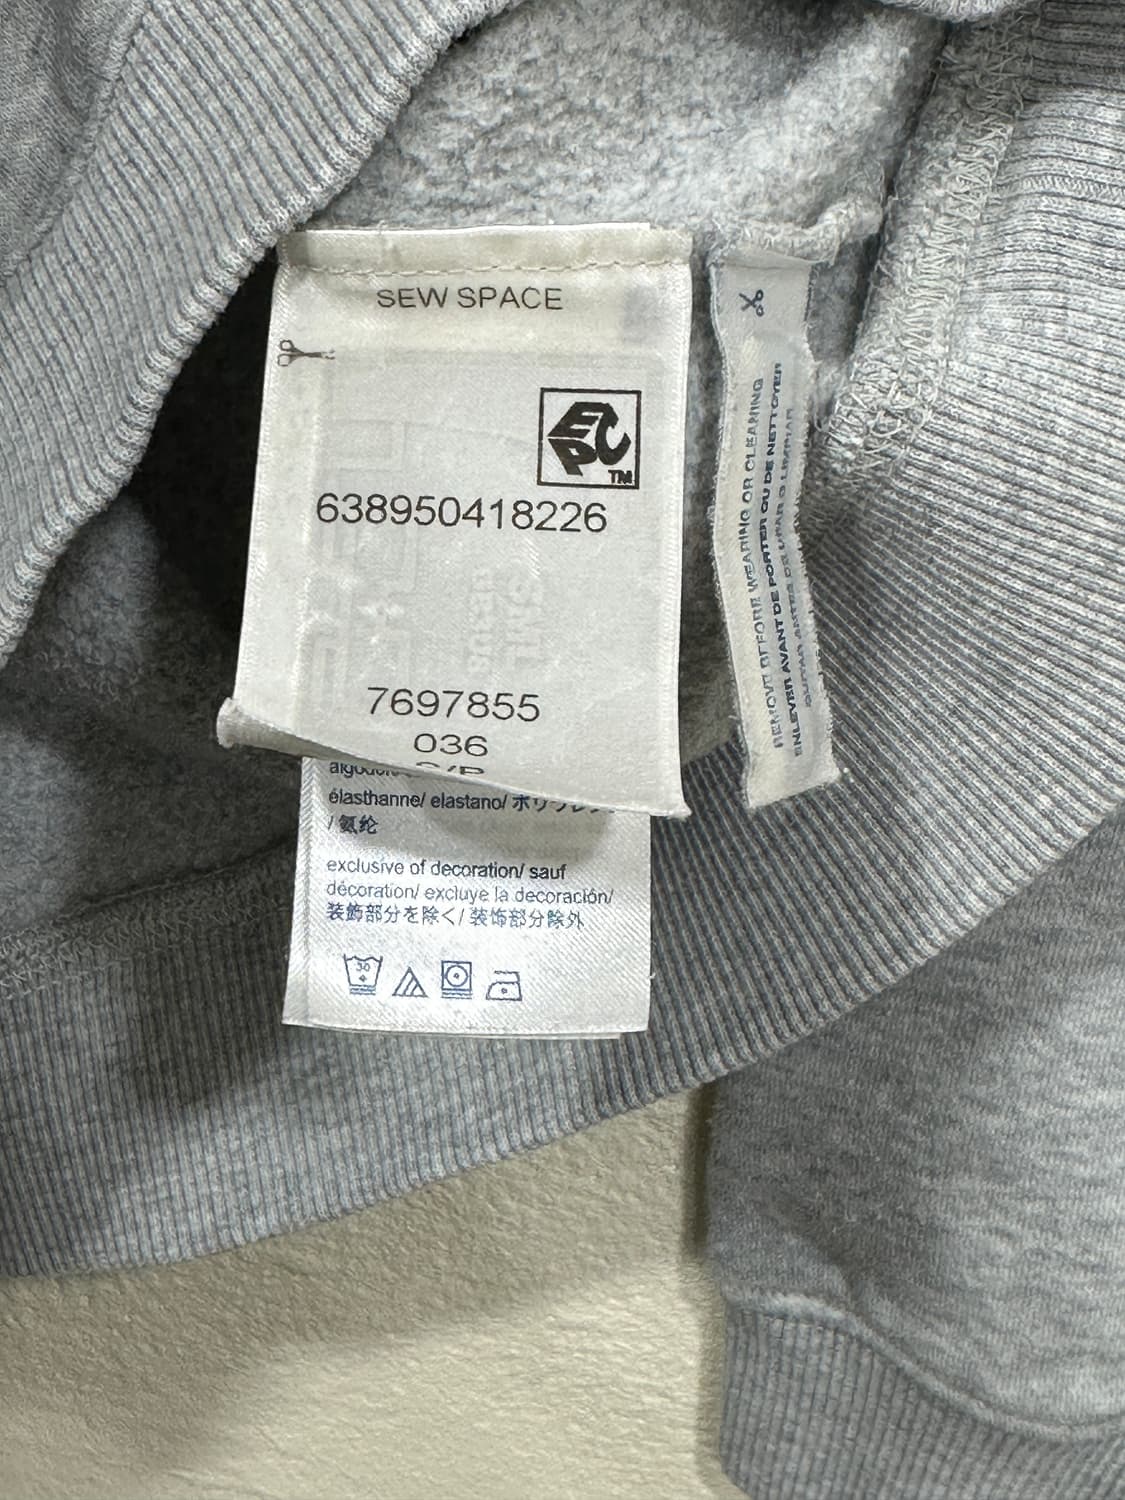 SEW SPACE
EPC
TM
638950418226
7697855
036
élasthanne/ elastano/
/ 氨纶
exclusive of decoration/ sauf
décoration/ excluye la decoración/
装飾部分を除く/ 装饰部分除外
30
REMOVE BEFORE WEARING OR CLEANING
ENLEVER AVANT DE PORTER OU DE NETTOYER